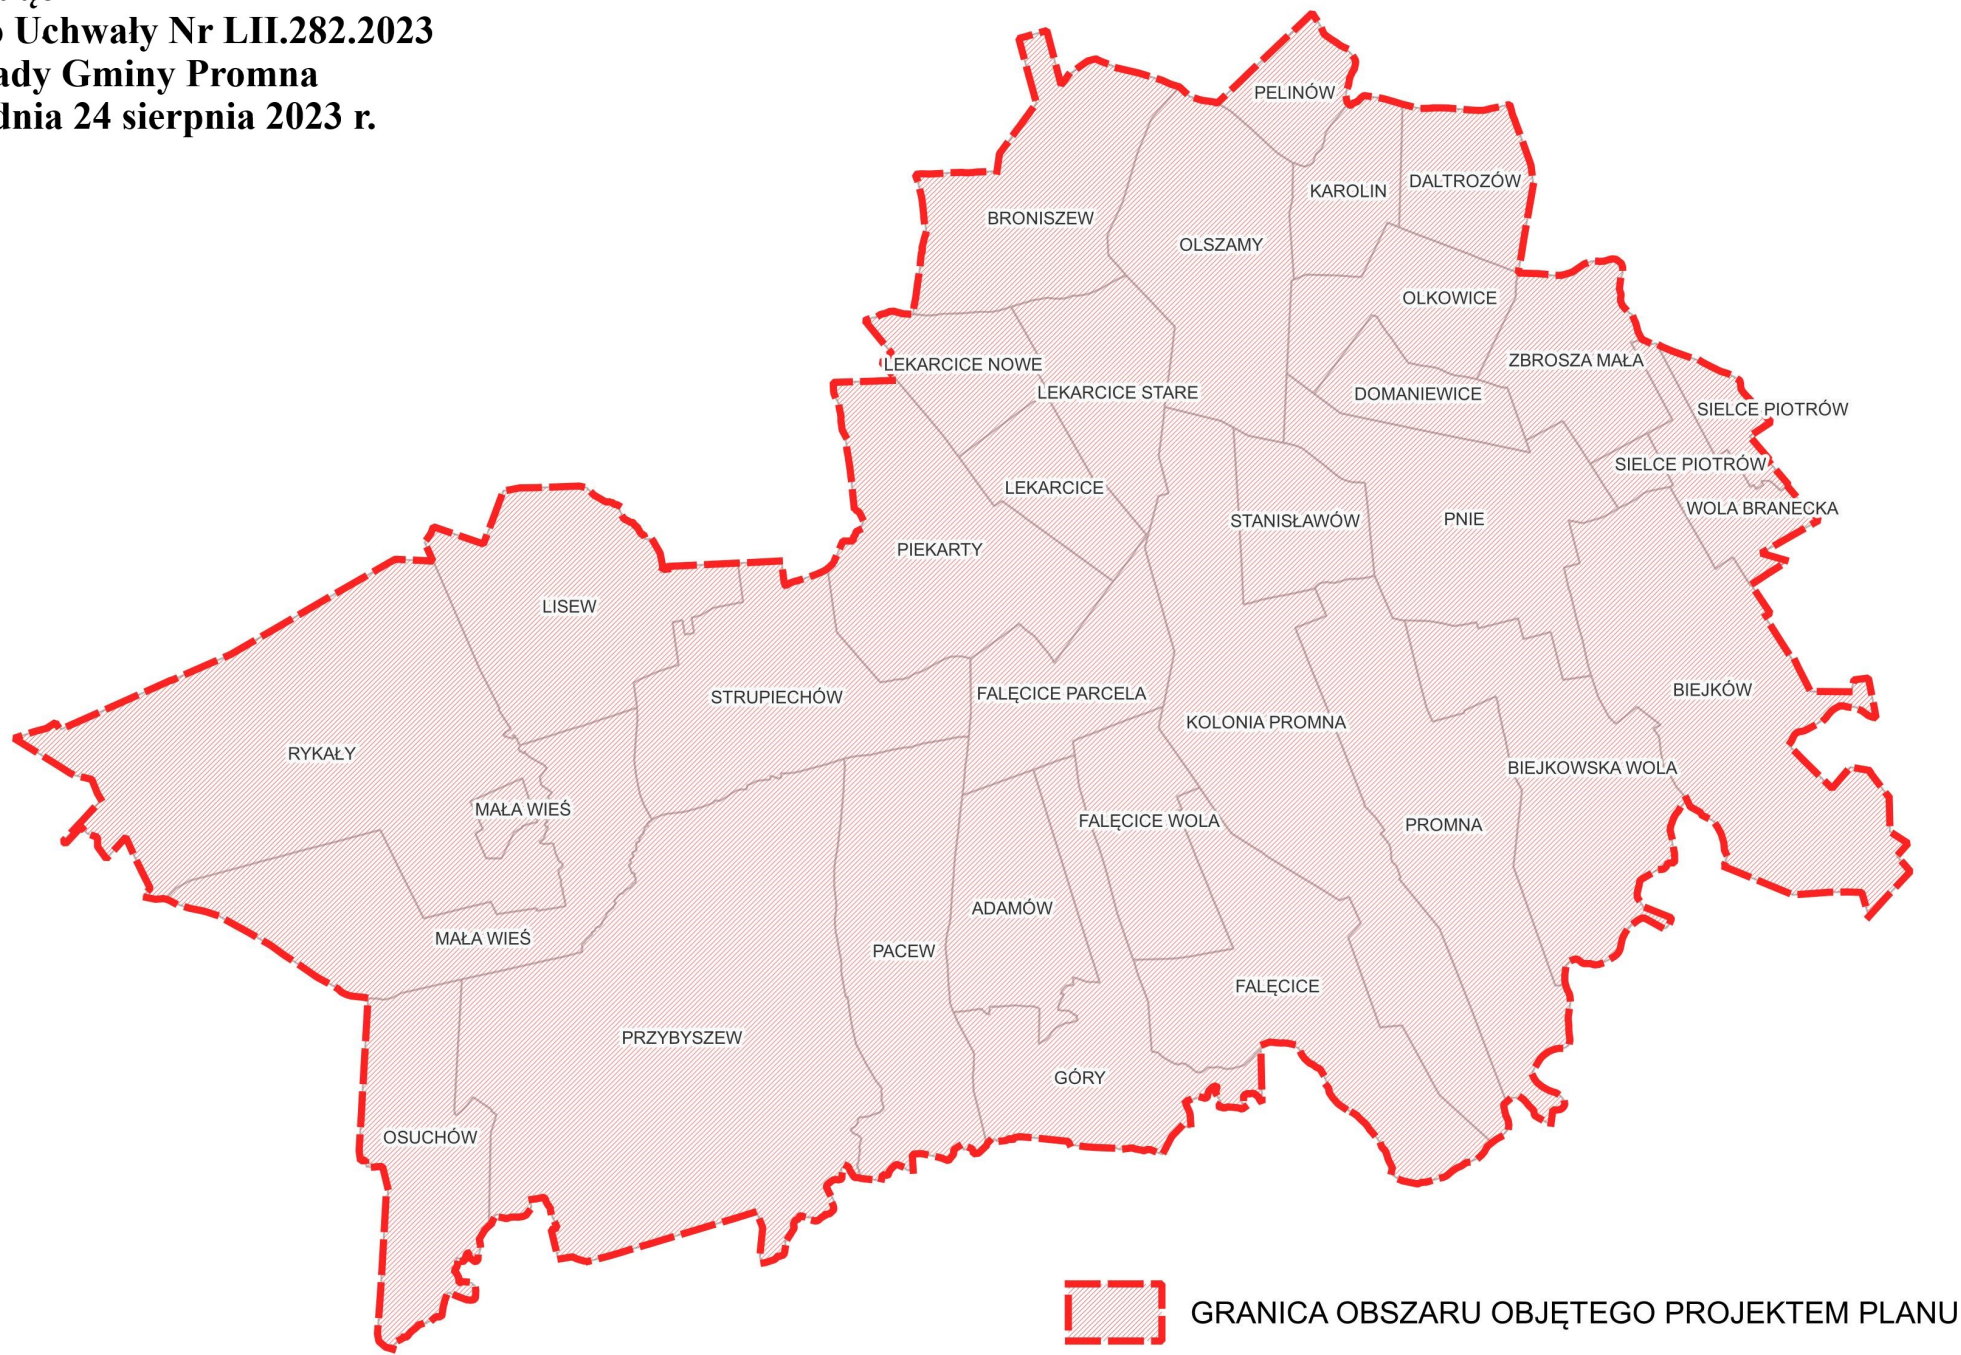 Uchwały Nr LII.282.2023
Gminy Promna
24 sierpnia 2023 r.
PELINÓW
KAROLIN
DALTROZÓW
BRONISZEW
OLSZAMY
OLKOWICE
ZBROSZA MAŁA
LEKARCICE NOWE
LEKARCICE STARE
DOMANIEWICE
SIELCE PIOTRÓW
SIELCE PIOTRÓW
LEKARCICE
WOLA BRANECKA
STANISŁAWÓW
PNIE
PIEKARTY
LISEW
STRUPIECHÓW
FALĘCICE PARCELA
BIEJKÓW
KOLONIA PROMNA
RYKAŁY
BIEJKOWSKA WOLA
MAŁA WIEŚ
FALĘCICE WOLA
PROMNA
ADAMÓW
MAŁA WIEŚ
PACEW
FALĘCICE
PRZYBYSZEW
GÓRY
OSUCHÓW
GRANICA OBSZARU OBJĘTEGO PROJEKTEM PLANU